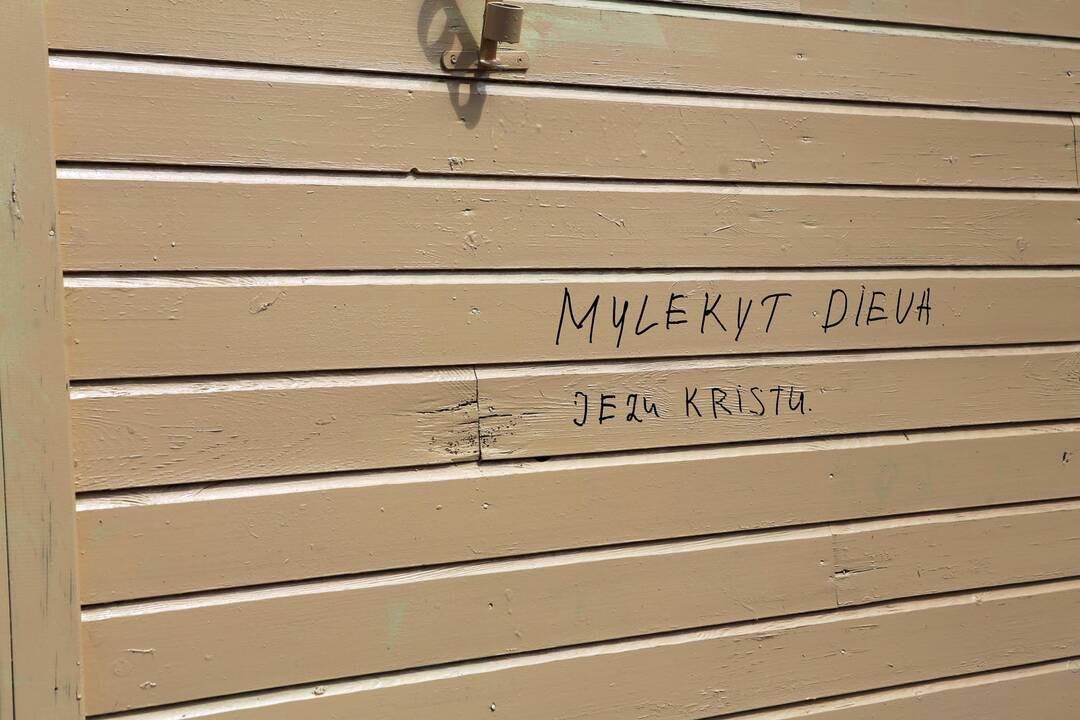 MYLEKYT DIEVA
JEZU KRISTU.